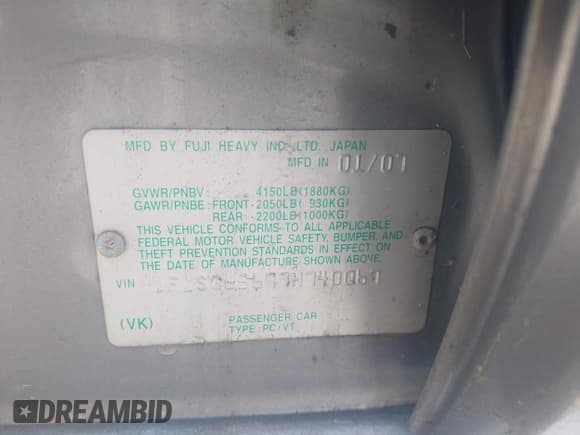 MFD BY FUJI HEAVY IND. LTD. JAPAN
MFD IN 01/07
GVWR/PNBV 4150LB(1880KG)
GAWR/PNBE FRONT-2050LB( 930KG)
REAR -2200LB(1000KG)
THIS VEHICLE CONFORMS TO ALL APPLICABLE
FEDERAL MOTOR VEHICLE SAFETY, BUMPER, AND
THEFT PREVENTION STANDARDS IN EFFECT ON
THE DATE OF MANUFACTURE SHOWN ABOVE.
VIN
(VK) PASSENGER CAR
TYPE PC/VT
DREAMBID